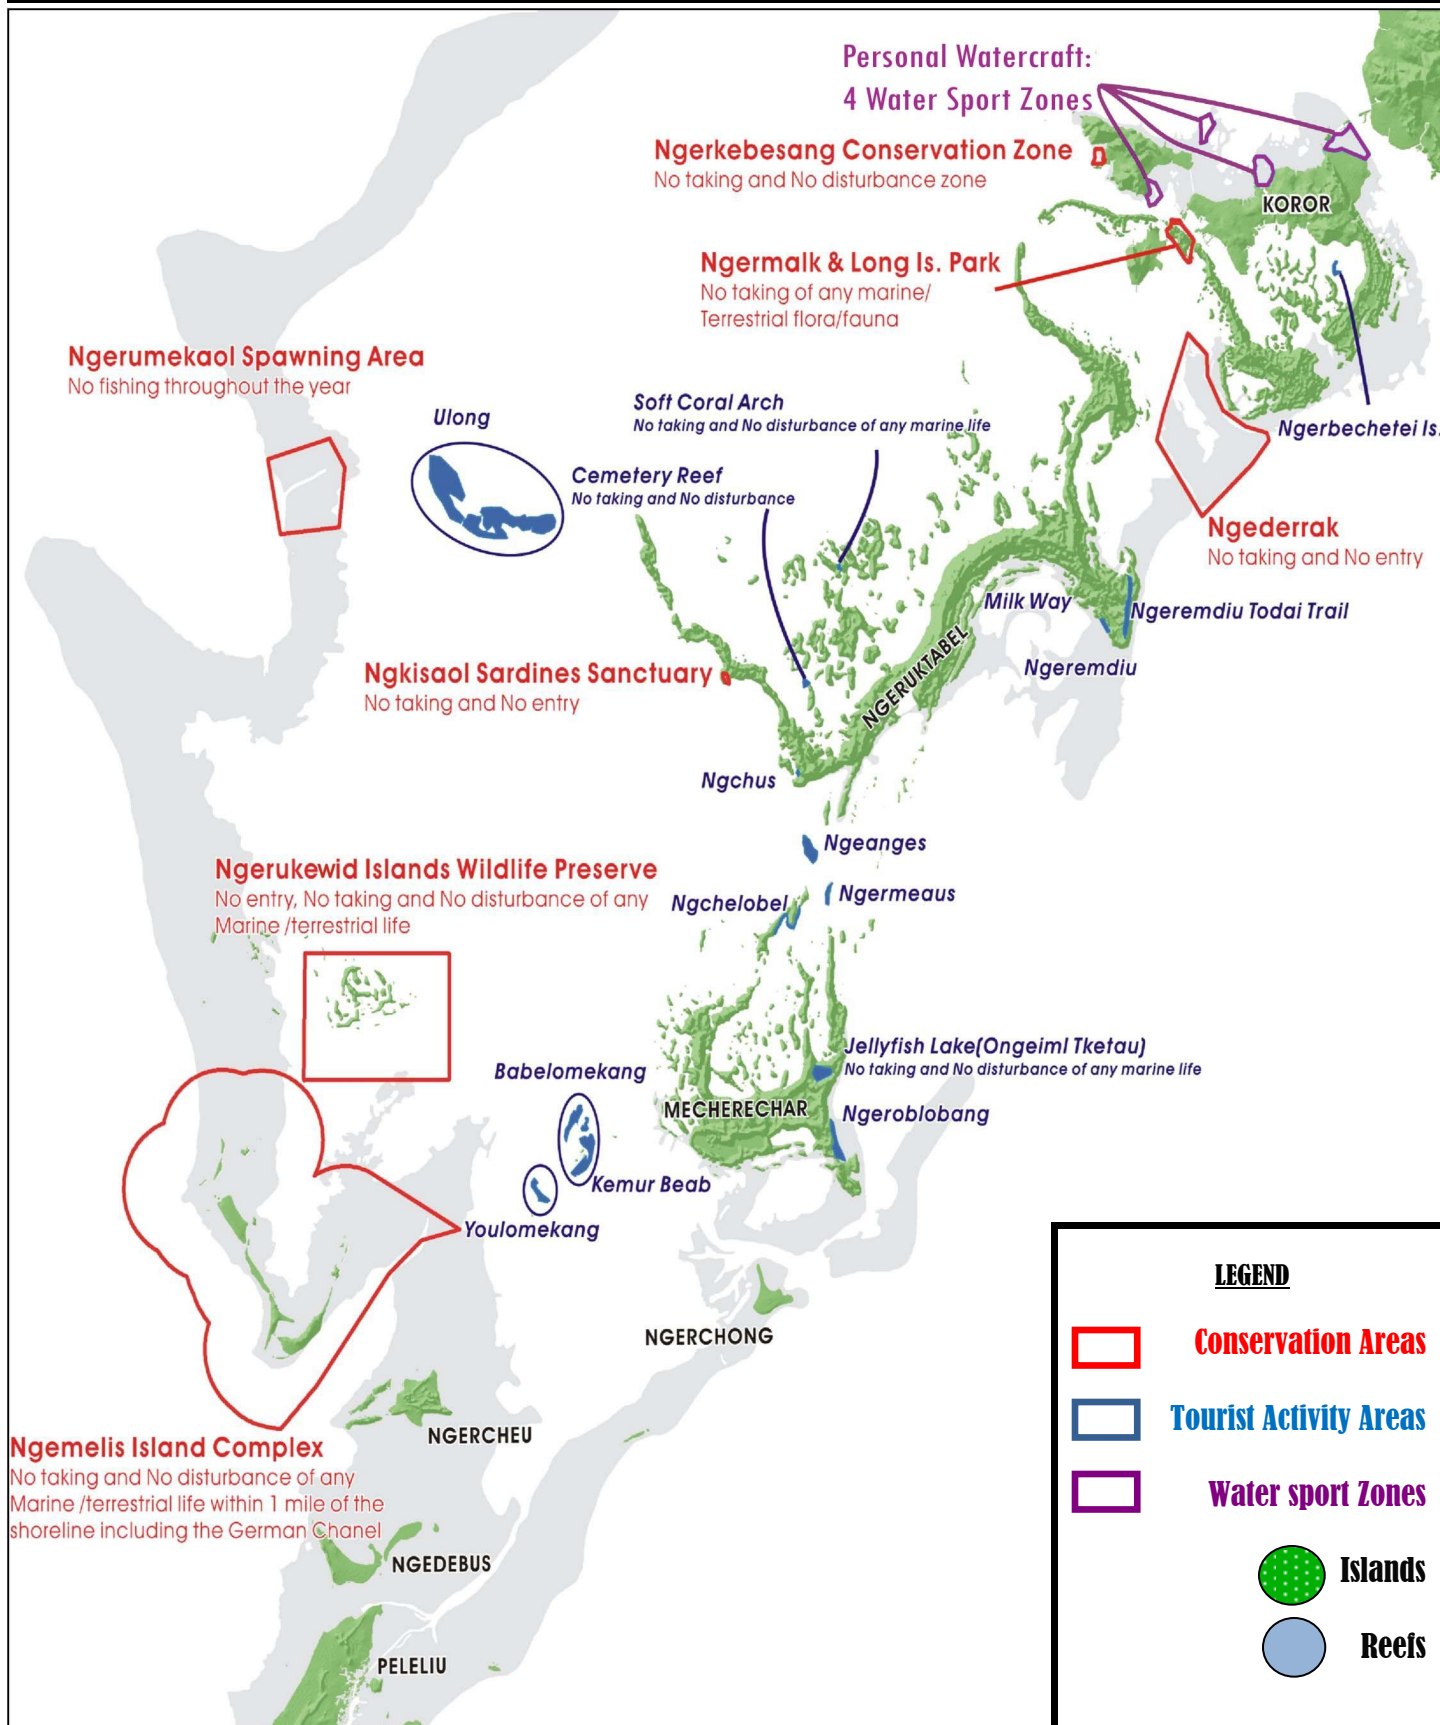 Personal Watercraft:
4 Water Sport Zones
Ngerkebesang Conservation Zone
No taking and No disturbance zone
KOROR
Ngermalk & Long Is. Park
No taking of any marine/
Terrestrial flora/fauna
Ngerumekaol Spawning Area
No fishing throughout the year
Ulong
Soft Coral Arch
No taking and No disturbance of any marine life
Ngerbechetei Is.
Cemetery Reef
No taking and No disturbance
Ngederrak
No taking and No entry
Milk Way
Ngeremdiu Todai Trail
Ngeremdiu
NGERUKTABEL
Ngkisaol Sardines Sanctuary
No taking and No entry
Ngchus
Ngeanges
Ngerukewid Islands Wildlife Preserve
No entry, No taking and No disturbance of any
Marine /terrestrial life
Ngchelobel
Ngermeaus
Jellyfish Lake(Ongeiml Tketau)
No taking and No disturbance of any marine life
Babelomekang
MECHERECHAR
Ngeroblobang
Kemur Beab
Youlomekang
NGERCHONG
NGERCHEU
Ngemelis Island Complex
No taking and No disturbance of any
Marine /terrestrial life within 1 mile of the
shoreline including the German Chanel
NGEDEBUS
PELELIU
LEGEND
Conservation Areas
Tourist Activity Areas
Water sport Zones
Islands
Reefs